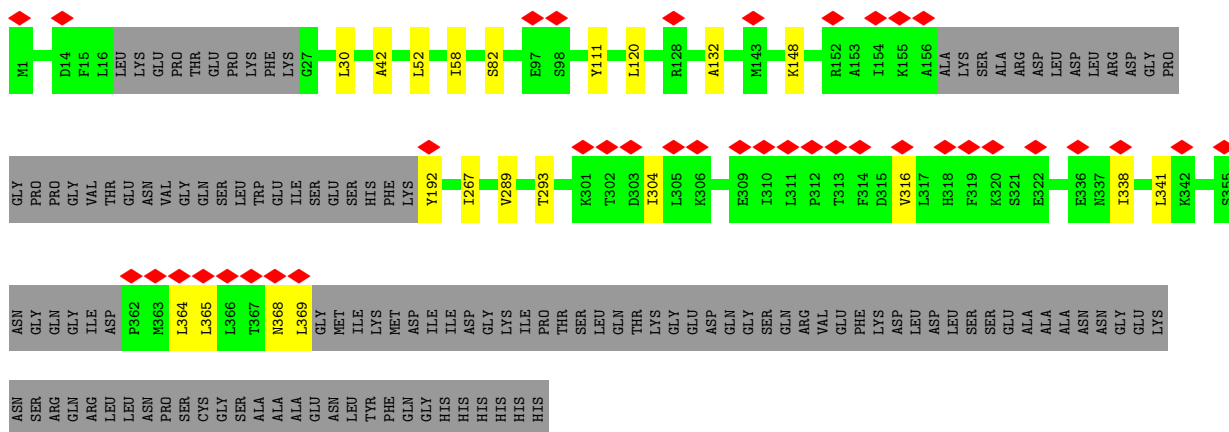 M1 D14 F15 L16 LEU LYS GLU PRO THR GLU PRO LYS PHE LYS G27 L30 A42 L52 I58 S82 E97 S98 Y111 L120 R128 A132 M143 K148 R152 A153 I154 K155 A156 ALA LYS SER ALA ARG ASP LEU ASP LEU ARG ASP GLY PRO
GLY PRO PRO GLY VAL THR GLU ASN VAL GLY GLN SER LEU TRP GLU ILE SER GLU SER HIS PHE LYS Y192 I267 V289 T293 K301 T302 D303 I304 L305 K306 E309 I310 L311 P312 T313 F314 D315 V316 L317 H318 F319 K320 S321 E322 E336 N337 I338 L341 K342 S355
ASN GLY GLN GLY ILE ASP P362 M363 L364 L365 L366 T367 N368 L369 GLY MET ILE LYS MET ASP ILE ILE ASP GLY LYS ILE PRO THR SER LEU GLN THR LYS GLY GLU ASP GLN GLY SER GLN ARG VAL GLU PHE LYS ASP LEU ASP LEU SER SER GLU ALA ALA ALA ASN ASN GLY GLU LYS
ASN SER ARG GLN ARG LEU LEU ASN PRO SER CYS GLY SER ALA ALA ALA GLU ASN LEU TYR PHE GLN GLY HIS HIS HIS HIS HIS HIS